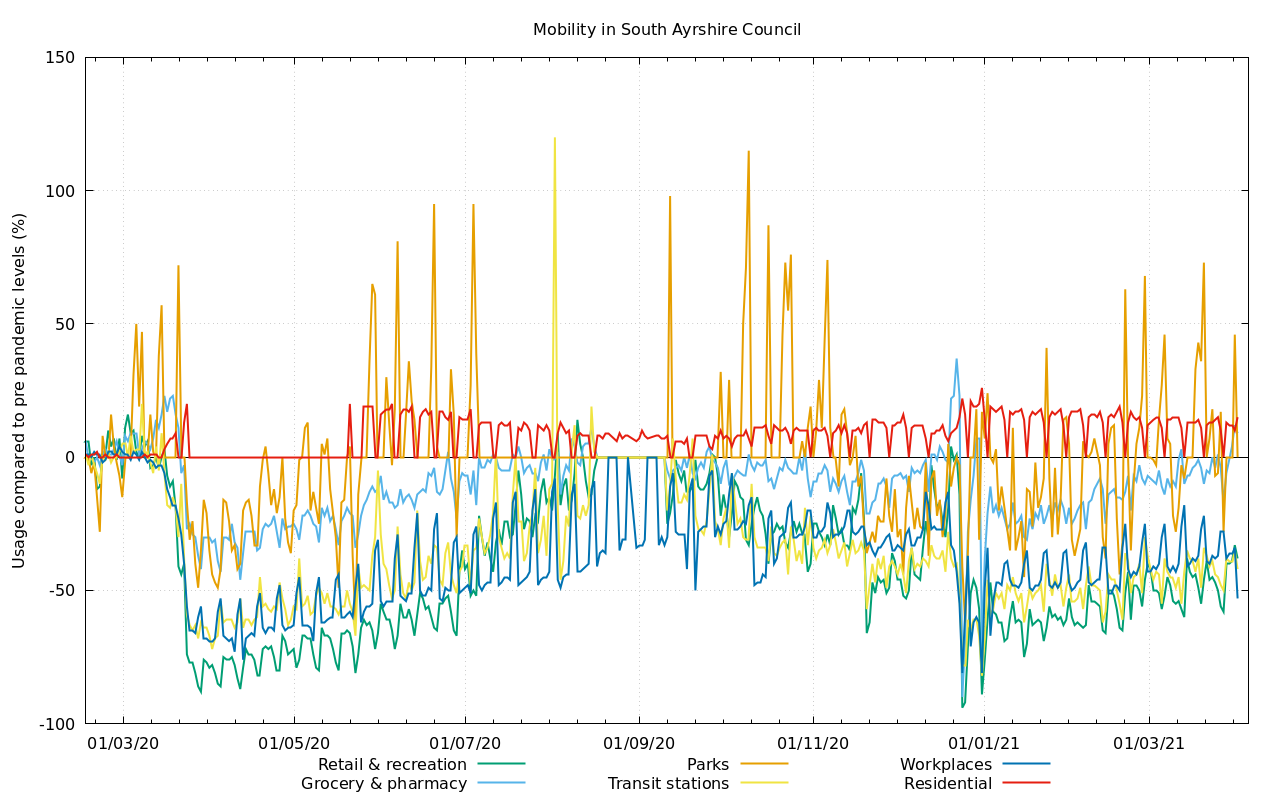 Mobility in South Ayrshire Council
Usage compared to pre pandemic levels (%)
150
100
50
0
-50
-100
01/03/20 01/05/20 01/07/20 01/09/20 01/11/20 01/01/21 01/03/21
Retail & recreation Parks Workplaces
Grocery & pharmacy Transit stations Residential